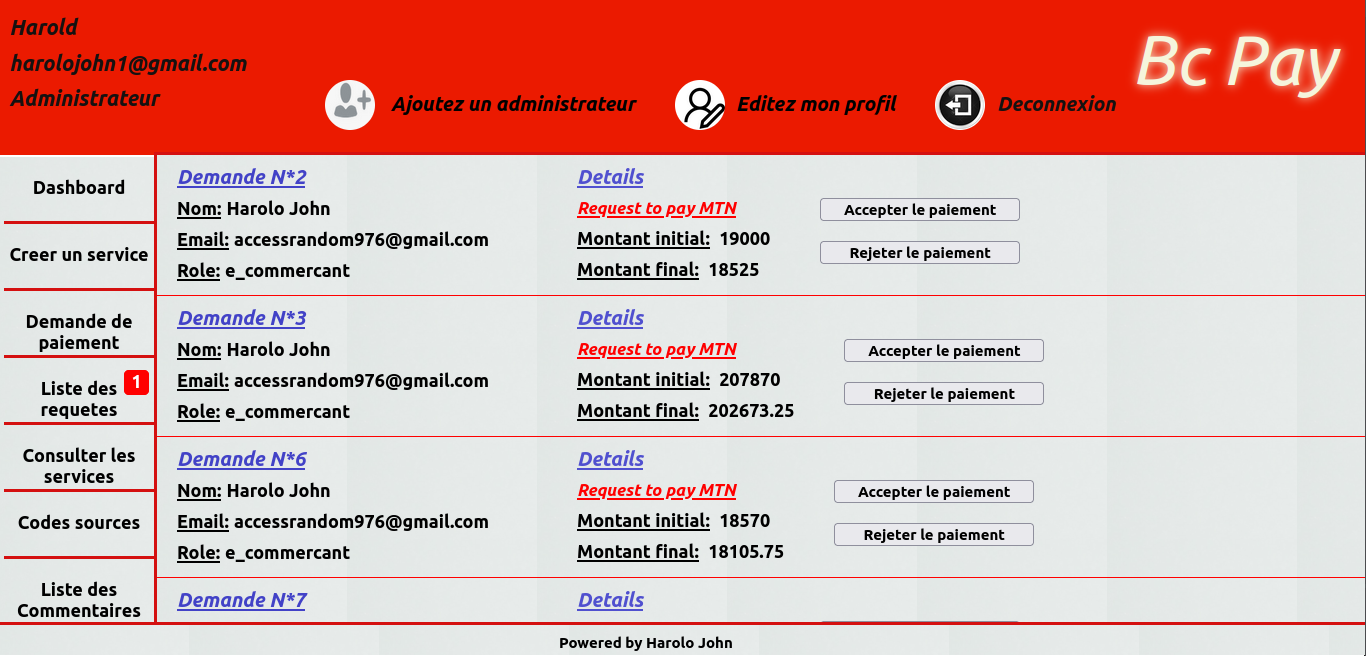 Harold
harolojohn1@gmail.com
Administrateur
Ajoutez un administrateur
Editez mon profil
Deconnexion
Bc Pay
Dashboard
Creer un service
Demande de
paiement
Liste des 1
requetes
Consulter les
services
Codes sources
Liste des
Commentaires
Demande N*2
Nom: Harolo John
Email: accessrandom976@gmail.com
Role: e_commercant
Details
Request to pay MTN
Montant initial: 19000
Montant final: 18525
Accepter le paiement
Rejeter le paiement
Demande N*3
Nom: Harolo John
Email: accessrandom976@gmail.com
Role: e_commercant
Details
Request to pay MTN
Montant initial: 207870
Montant final: 202673.25
Accepter le paiement
Rejeter le paiement
Demande N*6
Nom: Harolo John
Email: accessrandom976@gmail.com
Role: e_commercant
Details
Request to pay MTN
Montant initial: 18570
Montant final: 18105.75
Accepter le paiement
Rejeter le paiement
Demande N*7
Details
Powered by Harolo John